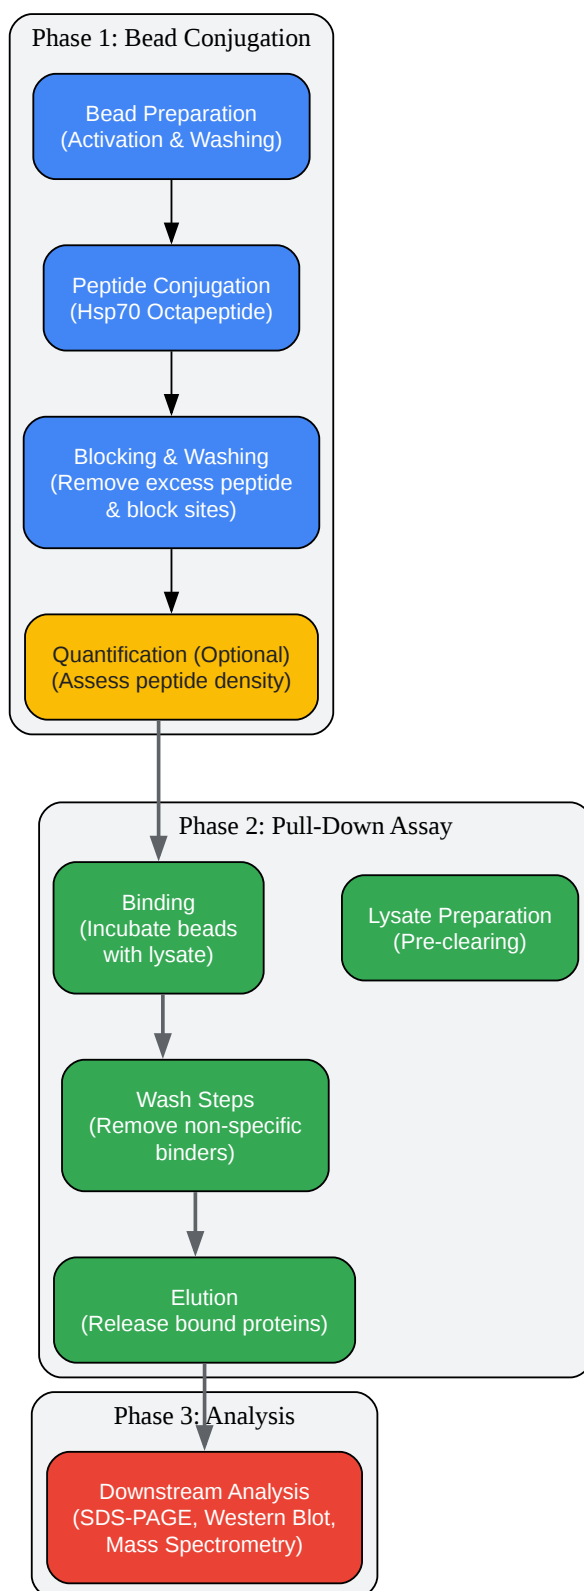 Phase 1: Bead Conjugation
Bead Preparation
(Activation & Washing)
Peptide Conjugation
(Hsp70 Octapeptide)
Blocking & Washing
(Remove excess peptide
& block sites)
Quantification (Optional)
(Assess peptide density)
Phase 2: Pull-Down Assay
Binding
(Incubate beads
with lysate)
Lysate Preparation
(Pre-clearing)
Wash Steps
(Remove non-specific
binders)
Elution
(Release bound proteins)
Phase 3: Analysis
Downstream Analysis
(SDS-PAGE, Western Blot,
Mass Spectrometry)